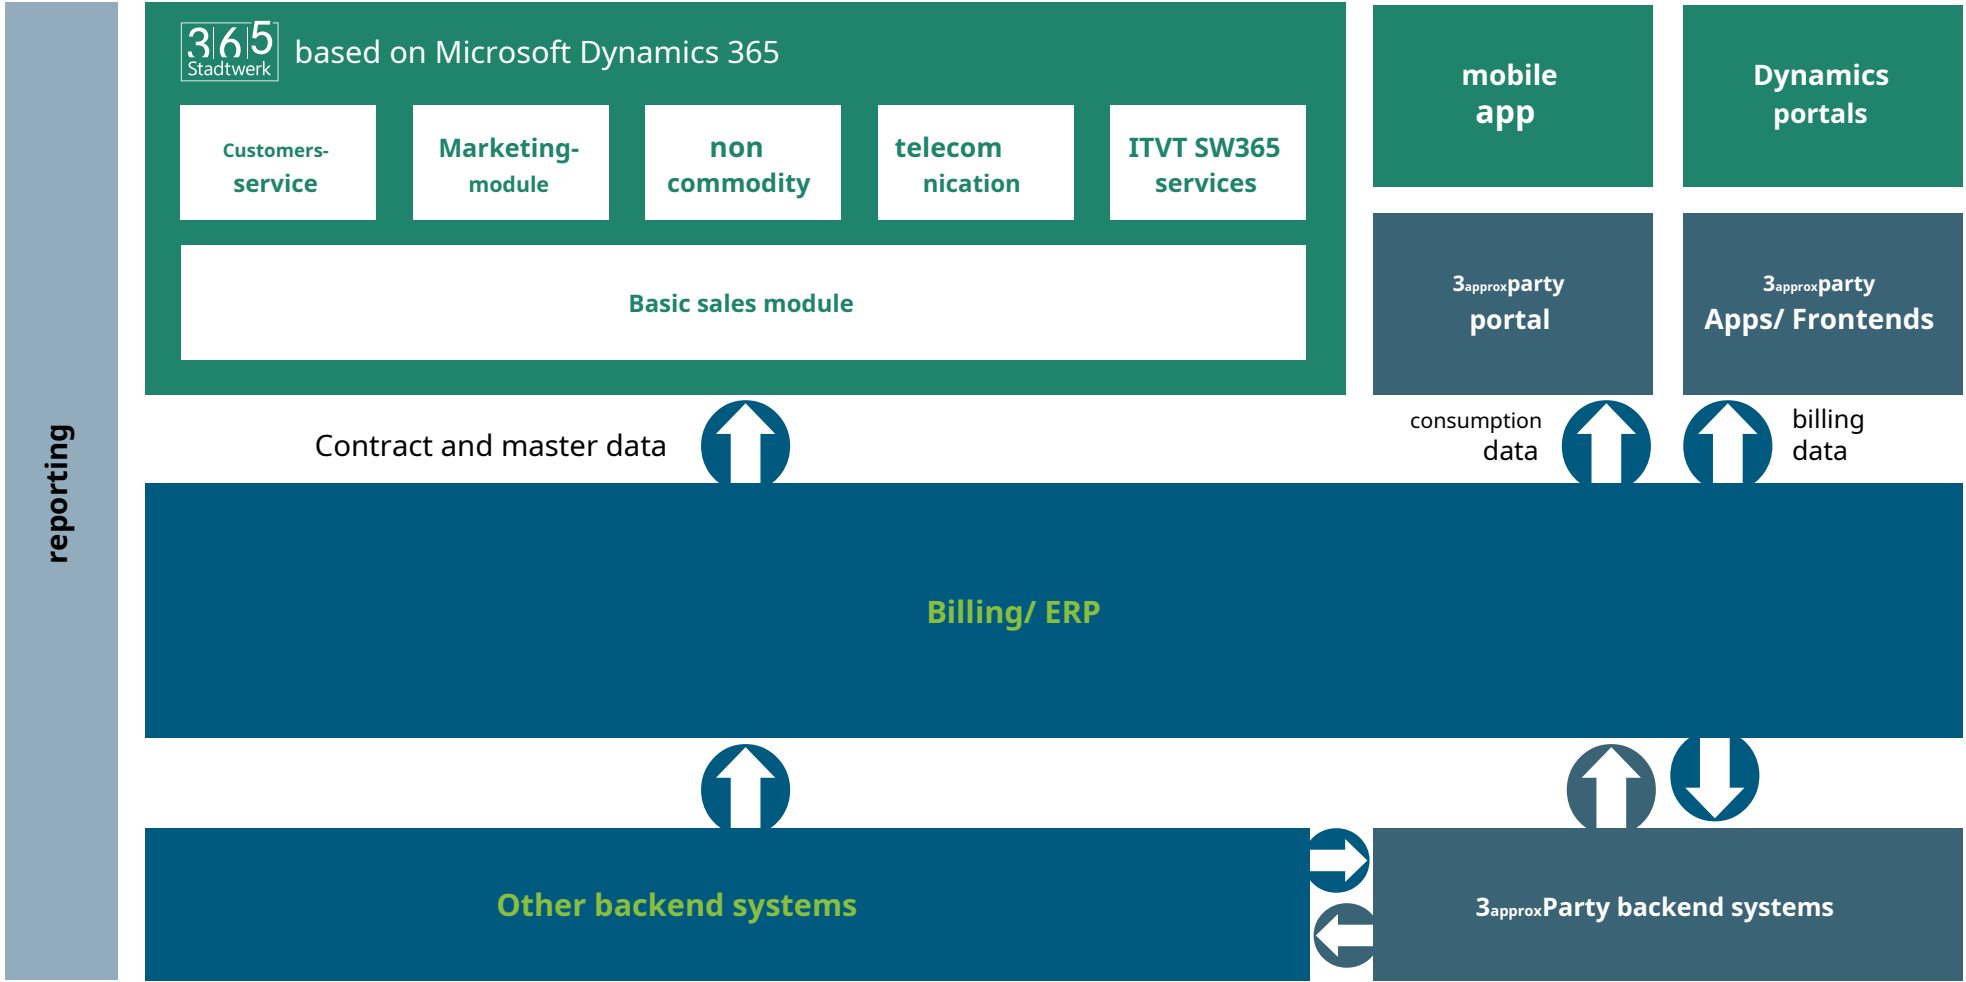 reporting
365
Stadtwerk
based on Microsoft Dynamics 365
Customers-
service
Marketing-
module
non
commodity
telecom
nication
ITVT SW365
services
Basic sales module
mobile
app
Dynamics
portals
3approxparty
portal
3approxparty
Apps/ Frontends
Contract and master data
consumption
data
billing
data
Billing/ ERP
Other backend systems
3approxParty backend systems